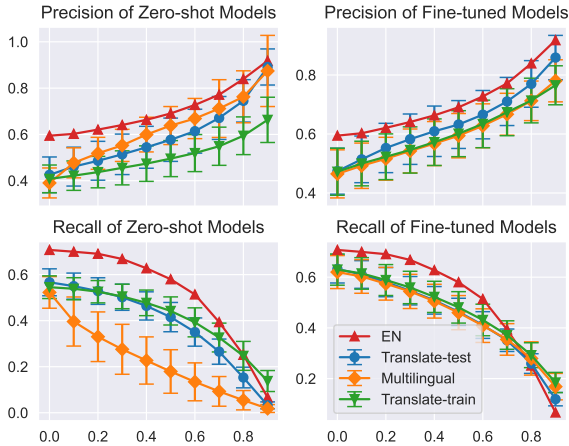 Precision of Zero-shot Models
Precision of Fine-tuned Models
1.0
0.8
0.6
0.4
0.8
0.6
0.4
Recall of Zero-shot Models
Recall of Fine-tuned Models
0.6
0.4
0.2
0.0
0.6
0.4
0.2
EN
Translate-test
Multilingual
Translate-train
0.0 0.2 0.4 0.6 0.8
0.0 0.2 0.4 0.6 0.8